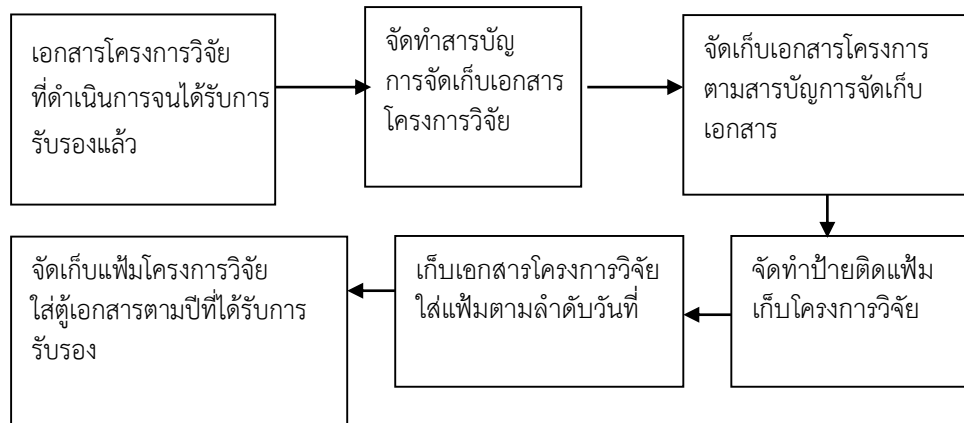 เอกสารโครงการวิจัย
ที่ดำเนินการจนได้รับการ
รับรองแล้ว
จัดทำสารบัญ
การจัดเก็บเอกสาร
โครงการวิจัย
จัดเก็บเอกสารโครงการ
ตามสารบัญการจัดเก็บ
เอกสาร
จัดทำป้ายติดแฟ้ม
เก็บโครงการวิจัย
เก็บเอกสารโครงการวิจัย
ใส่แฟ้มตามลำดับวันที่
จัดเก็บแฟ้มโครงการวิจัย
ใส่ตู้เอกสารตามปีที่ได้รับการ
รับรอง